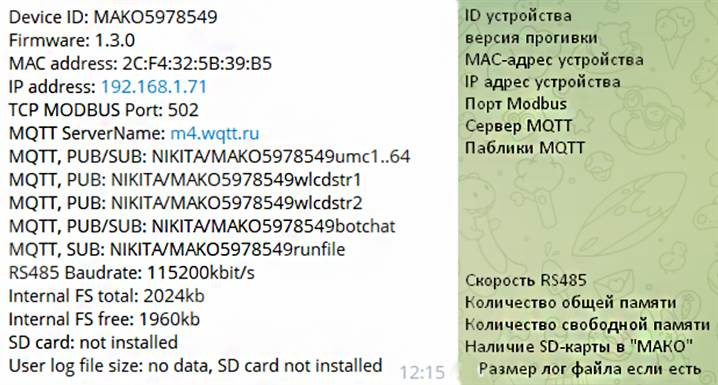 Device ID: MAKO5978549
Firmware: 1.3.0
MAC address: 2C:F4:32:5B:39:B5
IP address: 192.168.1.71
TCP MODBUS Port: 502
MQTT ServerName: m4.wqtt.ru
MQTT, PUB/SUB: NIKITA/MAKO5978549umc1..64
MQTT, PUB: NIKITA/MAKO5978549wlcdstr1
MQTT, PUB: NIKITA/MAKO5978549wlcdstr2
MQTT, PUB/SUB: NIKITA/MAKO5978549botchat
MQTT, SUB: NIKITA/MAKO5978549runfile
RS485 Baudrate: 115200kbit/s
Internal FS total: 2024kb
Internal FS free: 1960kb
SD card: not installed
User log file size: no data, SD card not installed
12:15
ID устройства
версия прогивки
MAC-адрес устройства
IP адрес устройства
Порт Modbus
Сервер MQTT
Паблики MQTT
Скорость RS485
Количество общей памяти
Количество свободной памяти
Наличие SD-карты в "МАКО"
Размер лог файла если есть